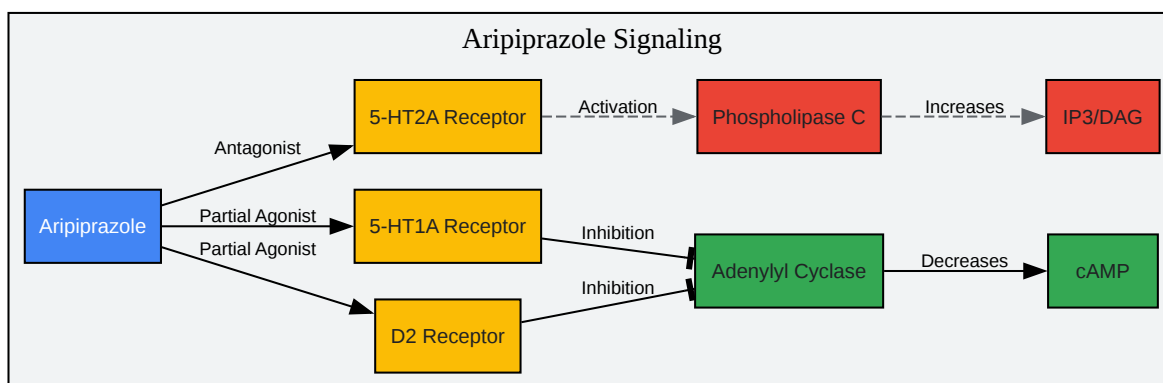 Aripiprazole Signaling
5-HT2A Receptor
Activation
Phospholipase C
Increases
IP3/DAG
Antagonist
Aripiprazole
Partial Agonist
5-HT1A Receptor
Partial Agonist
Inhibition
Adenylyl Cyclase
Decreases
cAMP
Inhibition
D2 Receptor